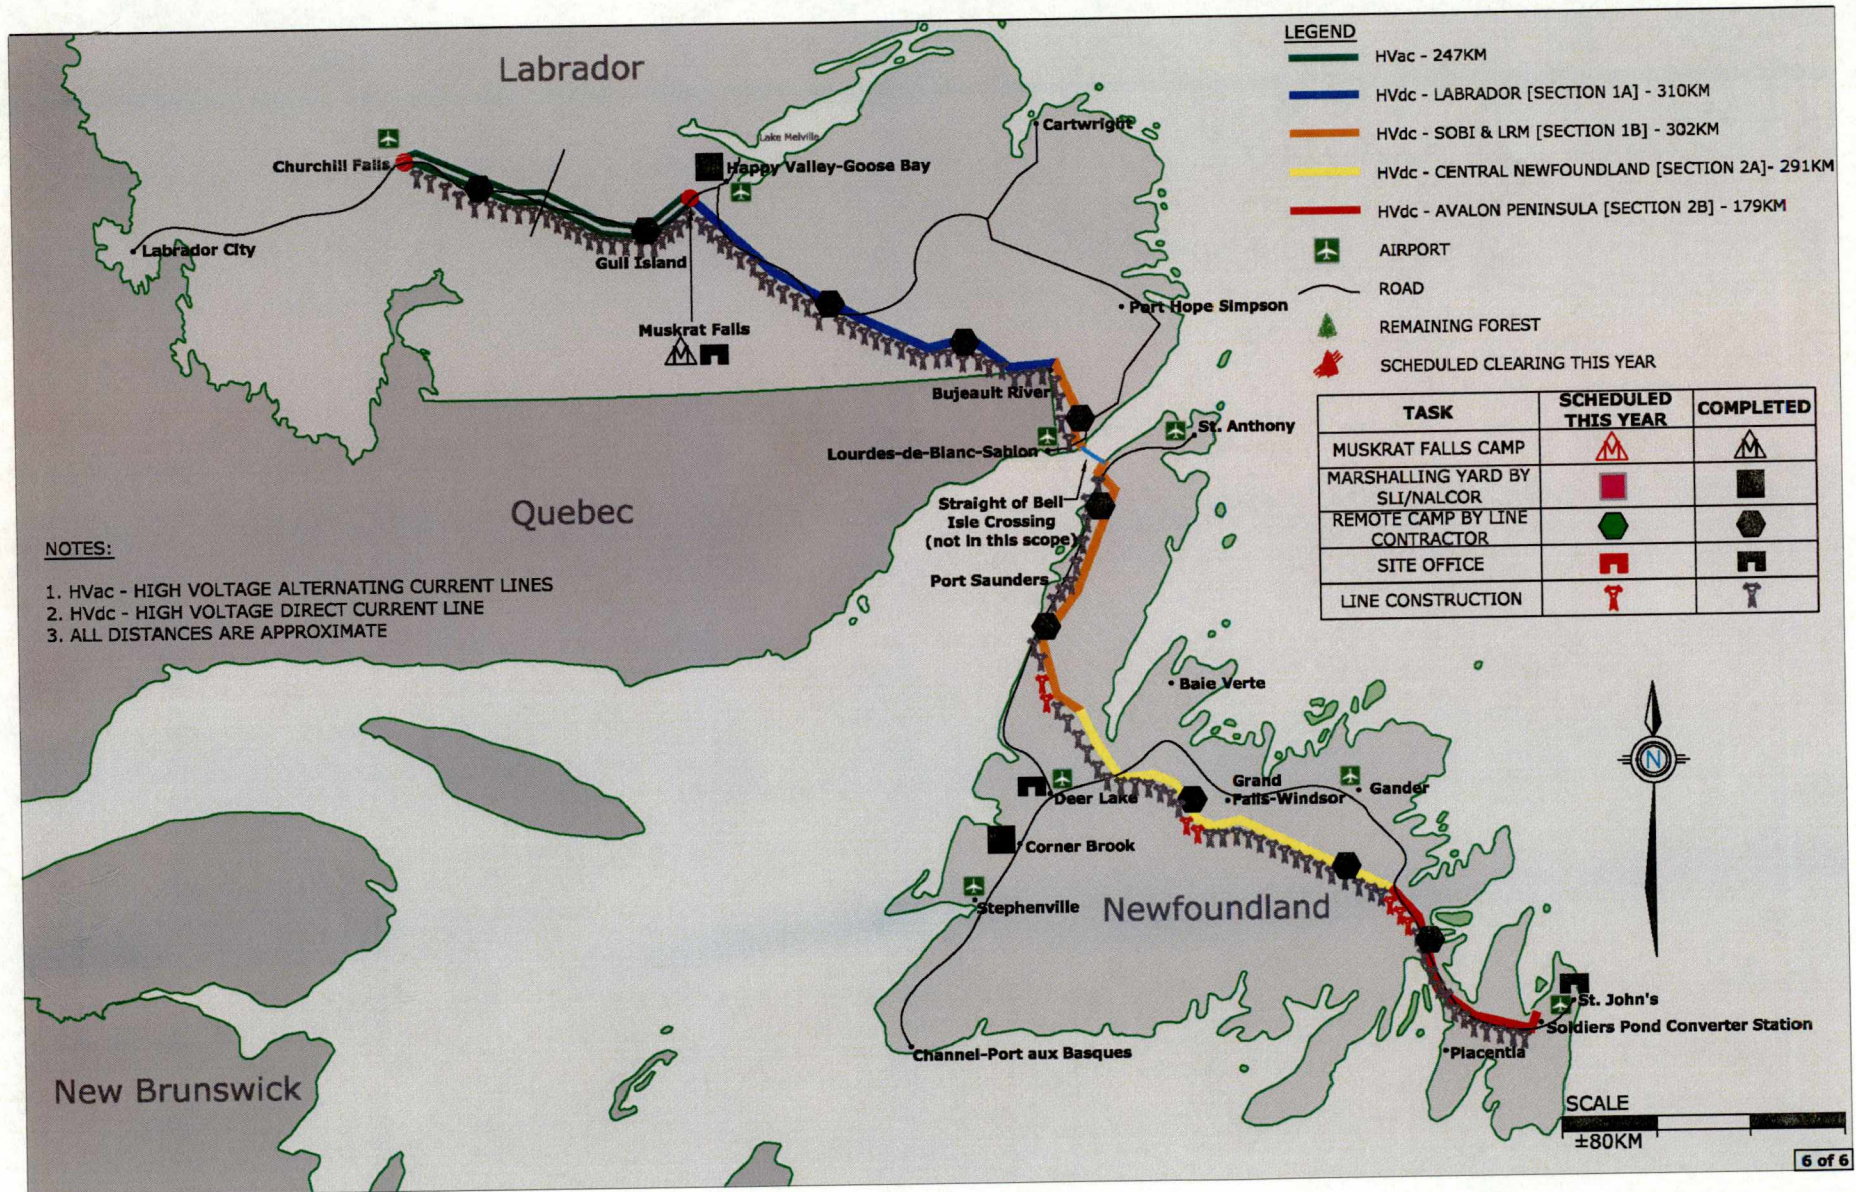 Labrador
Lake Melville
Cartwright
Churchill Falls
Happy Valley-Goose Bay
Labrador City
Gull Island
Port Hope Simpson
Muskrat Falls
Bujeault River
St. Anthony
Lourdes-de-Blanc-Sablon
Quebec
Straight of Bell
Isle Crossing
(not in this scope)
Port Saunders
NOTES:
1. HVac - HIGH VOLTAGE ALTERNATING CURRENT LINES
2. HVdc - HIGH VOLTAGE DIRECT CURRENT LINE
3. ALL DISTANCES ARE APPROXIMATE
Baie Verte
Grand
Falls-Windsor
Gander
Deer Lake
Corner Brook
Stephenville
Newfoundland
St. John's
Soldiers Pond Converter Station
Placentia
Channel-Port aux Basques
New Brunswick
LEGEND
HVac - 247KM
HVdc - LABRADOR [SECTION 1A] - 310KM
HVdc - SOBI & LRM [SECTION 1B] - 302KM
HVdc - CENTRAL NEWFOUNDLAND [SECTION 2A]- 291KM
HVdc - AVALON PENINSULA [SECTION 2B] - 179KM
AIRPORT
ROAD
REMAINING FOREST
SCHEDULED CLEARING THIS YEAR
TASK
SCHEDULED
THIS YEAR
COMPLETED
MUSKRAT FALLS CAMP
MARSHALLING YARD BY
SLI/NALCOR
REMOTE CAMP BY LINE
CONTRACTOR
SITE OFFICE
LINE CONSTRUCTION
N
SCALE
±80KM
6 of 6